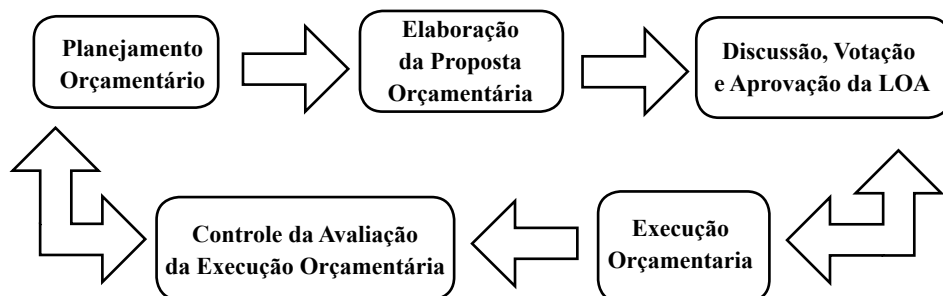 Planejamento
Orçamentário
Elaboração
da Proposta
Orçamentária
Discussão, Votação
e Aprovação da LOA
Controle da Avaliação
da Execução Orçamentária
Execução
Orçamentaria